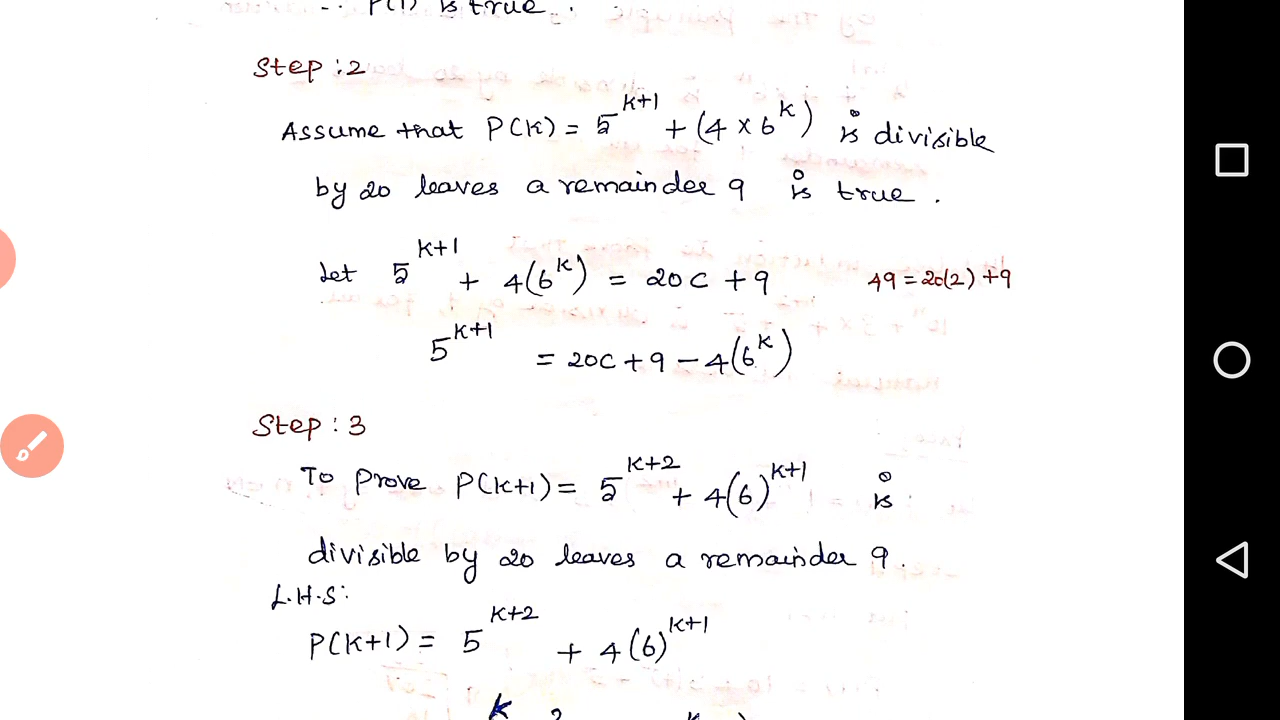 ∴ P(1) is true.
Step : 2
Assume that P(k) = 5^{k+1} + (4 × 6^k) is divisible
by 20 leaves a remainder 9 is true.
Let 5^{k+1} + 4(6^k) = 20C + 9 49 = 20(2) + 9
5^{k+1} = 20C + 9 − 4(6^k)
Step : 3
To Prove P(k+1) = 5^{k+2} + 4(6)^{k+1} is
divisible by 20 leaves a remainder 9.
L.H.S:
P(k+1) = 5^{k+2} + 4(6)^{k+1}